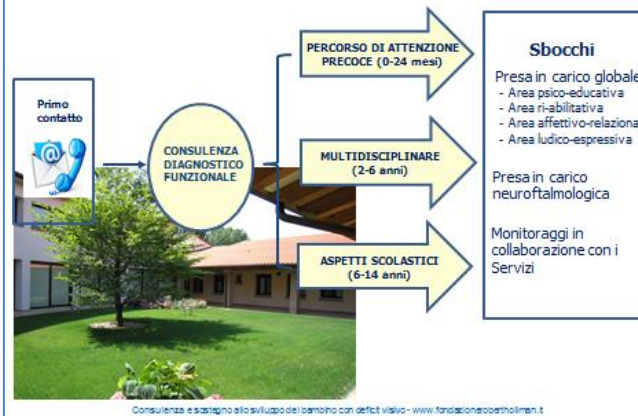 Primo
contatto
CONSULENZA
DIAGNOSTICO
FUNZIONALE
PERCORSO DI ATTENZIONE
PRECOCE (0-24 mesi)
MULTIDISCIPLINARE
(2-6 anni)
ASPETTI SCOLASTICI
(6-14 anni)
Sbocchi
Presa in carico globale
- Area psico-educativa
- Area ri-abilitativa
- Area affettivo-relaziona
- Area ludico-espressiva
Presa in carico
neuroftalmologica
Monitoraggi in
collaborazione con i
Servizi
Consulenza e sostegno allo sviluppo del bambino con deficit visivo - www.fondazionerobertholman.it